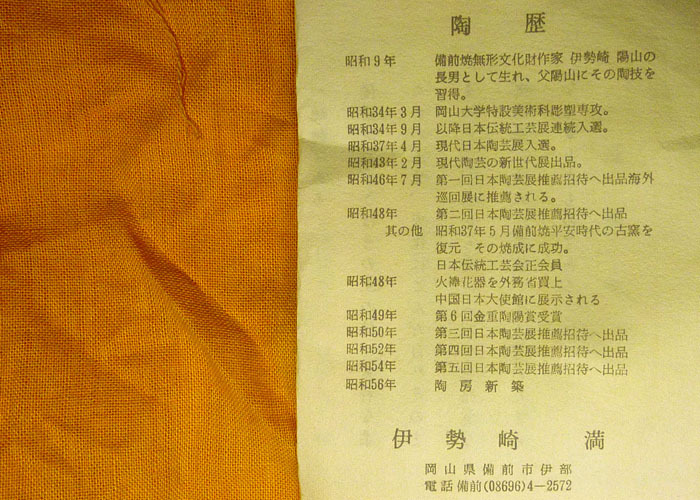 陶歴
昭和9年 備前焼無形文化財作家 伊勢崎 陽山の
長男として生れ、父陽山にその陶技を
習得。
昭和34年3月 岡山大学特設美術科彫塑専攻。
昭和34年9月 以降日本伝統工芸展連続入選。
昭和37年4月 現代日本陶芸展入選。
昭和43年2月 現代陶芸の新世代展出品。
昭和46年7月 第一回日本陶芸展推薦招待へ出品海外
巡回展に推薦される。
昭和48年 第二回日本陶芸展推薦招待へ出品
其の他 昭和37年5月備前焼平安時代の古窯を
復元 その焼成に成功。
日本伝統工芸会正会員
昭和48年 火襷花器を外務省買上
中国日本大使館に展示される
昭和49年 第6回金重陶陽賞受賞
昭和50年 第三回日本陶芸展推薦招待へ出品
昭和52年 第四回日本陶芸展推薦招待へ出品
昭和54年 第五回日本陶芸展推薦招待へ出品
昭和56年 陶房新築
伊勢崎 満
岡山県備前市伊部
電話備前(08696)4-2572